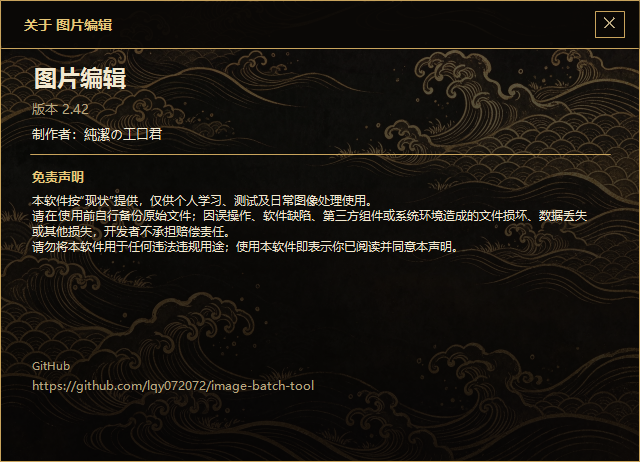 关于 图片编辑
图片编辑
版本 2.42
制作者：純潔の工口君
免责声明
本软件按"现状"提供，仅供个人学习、测试及日常图像处理使用。
请在使用前自行备份原始文件；因误操作、软件缺陷、第三方组件或系统环境造成的文件损坏、数据丢失
或其他损失，开发者不承担赔偿责任。
请勿将本软件用于任何违法违规用途；使用本软件即表示你已阅读并同意本声明。
GitHub
https://github.com/lqy072072/image-batch-tool